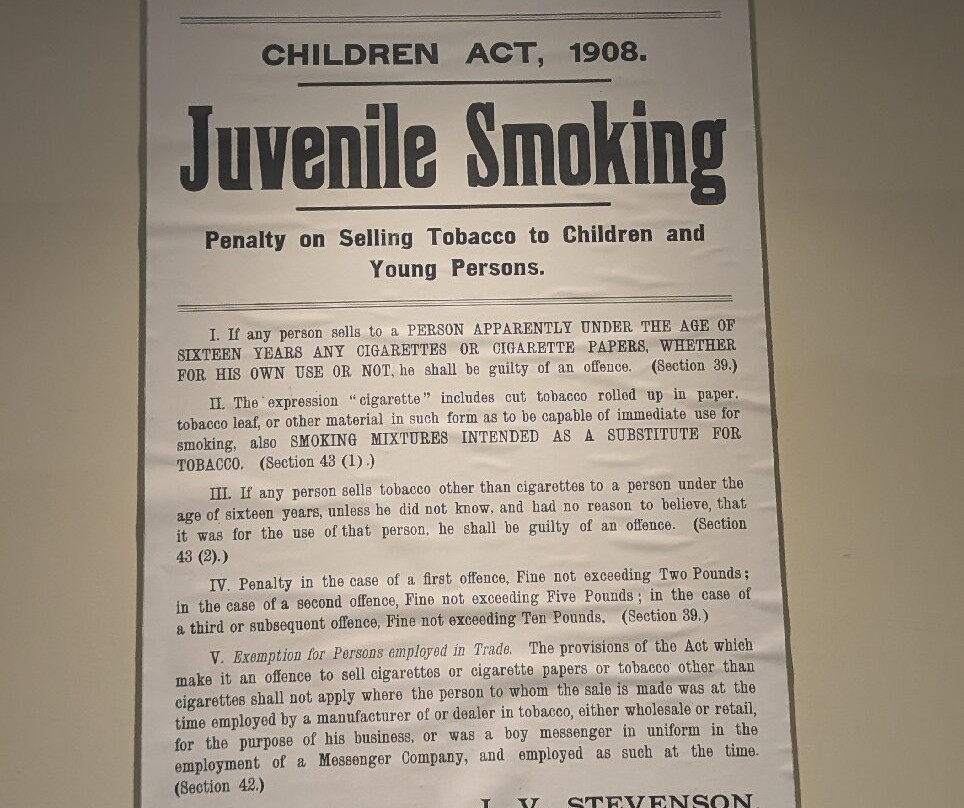 CHILDREN ACT, 1908.
Juvenile Smoking
Penalty on Selling Tobacco to Children and
Young Persons.
I. If any person sells to a PERSON APPARENTLY UNDER THE AGE OF
SIXTEEN YEARS ANY CIGARETTES OR CIGARETTE PAPERS, WHETHER
FOR HIS OWN USE OR NOT, he shall be guilty of an offence. (Section 39.)
II. The expression "cigarette" includes cut tobacco rolled up in paper,
tobacco leaf, or other material in such form as to be capable of immediate use for
smoking, also SMOKING MIXTURES INTENDED AS A SUBSTITUTE FOR
TOBACCO. (Section 43 (1).)
III. If any person sells tobacco other than cigarettes to a person under the
age of sixteen years, unless he did not know, and had no reason to believe, that
it was for the use of that person, he shall be guilty of an offence. (Section
43 (2).)
IV. Penalty in the case of a first offence, Fine not exceeding Two Pounds;
in the case of a second offence, Fine not exceeding Five Pounds; in the case of
a third or subsequent offence, Fine not exceeding Ten Pounds. (Section 39.)
V. Exemption for Persons employed in Trade. The provisions of the Act which
make it an offence to sell cigarettes or cigarette papers or tobacco other than
cigarettes shall not apply where the person to whom the sale is made was at the
time employed by a manufacturer of or dealer in tobacco, either wholesale or retail,
for the purpose of his business, or was a boy messenger in uniform in the
employment of a Messenger Company, and employed as such at the time.
(Section 42.)
J. V. STEVENSON,